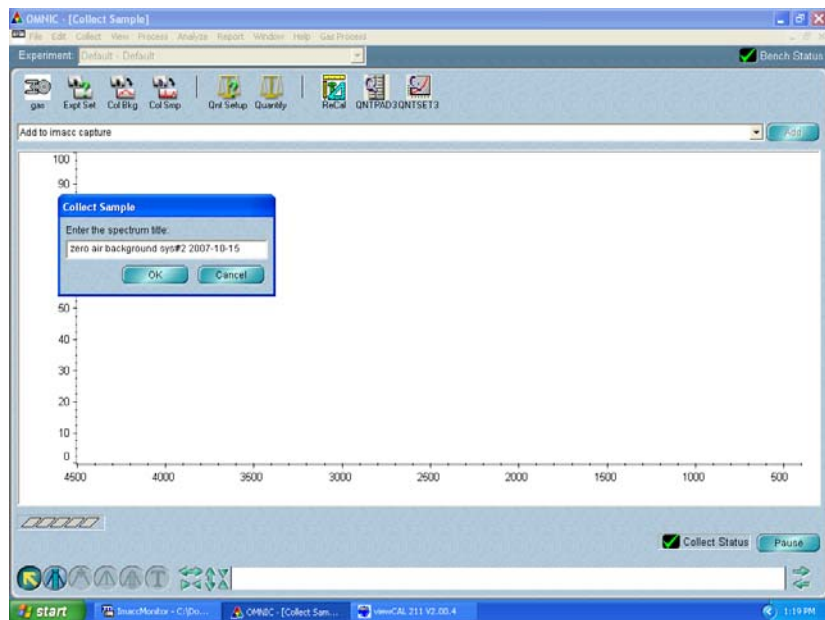 OMNIC - [Collect Sample]
File Edit Collect View Process Analyze Report Window Help Gas Process
Experiment: Default - Default
Bench Status
gas Expt Set Col Bkg Col Smp Qnt Setup Quantify ReCal QNTPAD3 QNTSET3
Add to imacc capture
Add
100
90
Collect Sample
Enter the spectrum title:
zero air background sys#2 2007-10-15
OK Cancel
50
40
30
20
10
0
4500 4000 3500 3000 2500 2000 1500 1000 500
Collect Status Pause
T
start ImaccMonitor - C:\Do... OMNIC - [Collect Sam... viewCAL 211 V2.00.4 1:19 PM